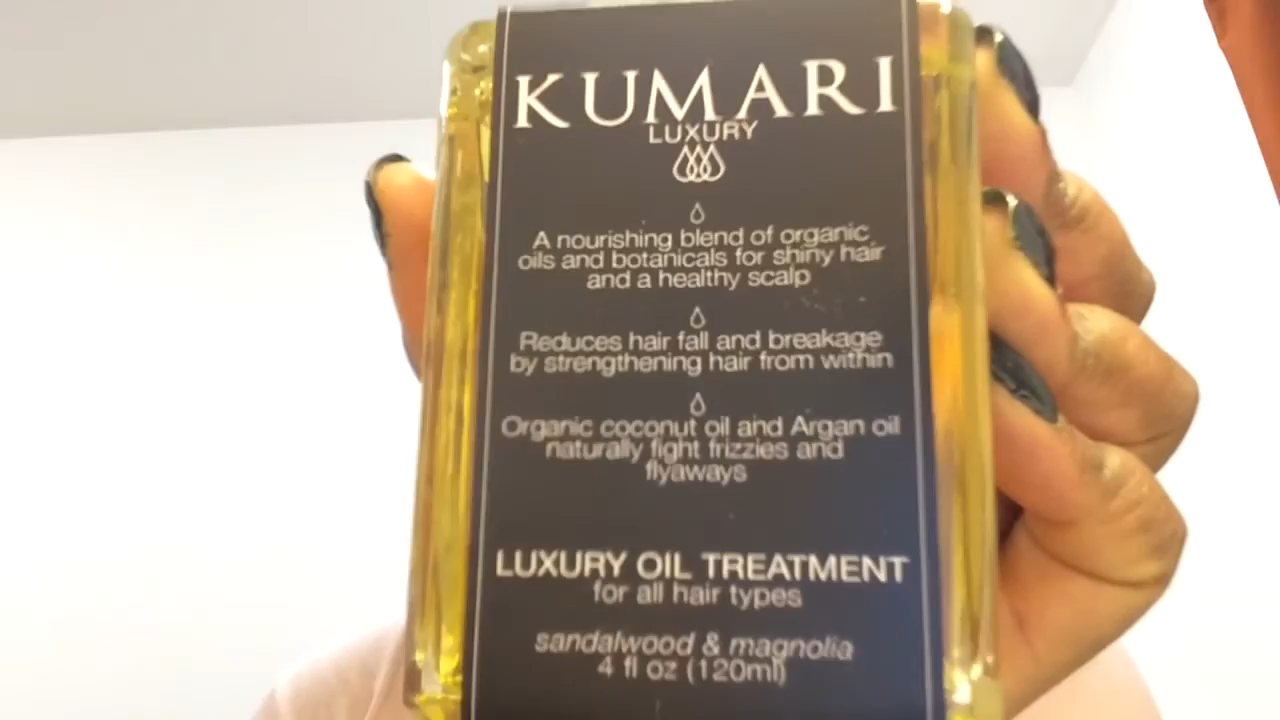 KUMARI
LUXURY
A nourishing blend of organic
oils and botanicals for shiny hair
and a healthy scalp
Reduces hair fall and breakage
by strengthening hair from within
Organic coconut oil and Argan oil
naturally fight frizzies and
flyaways
LUXURY OIL TREATMENT
for all hair types
sandalwood & magnolia
4 fl oz (120ml)